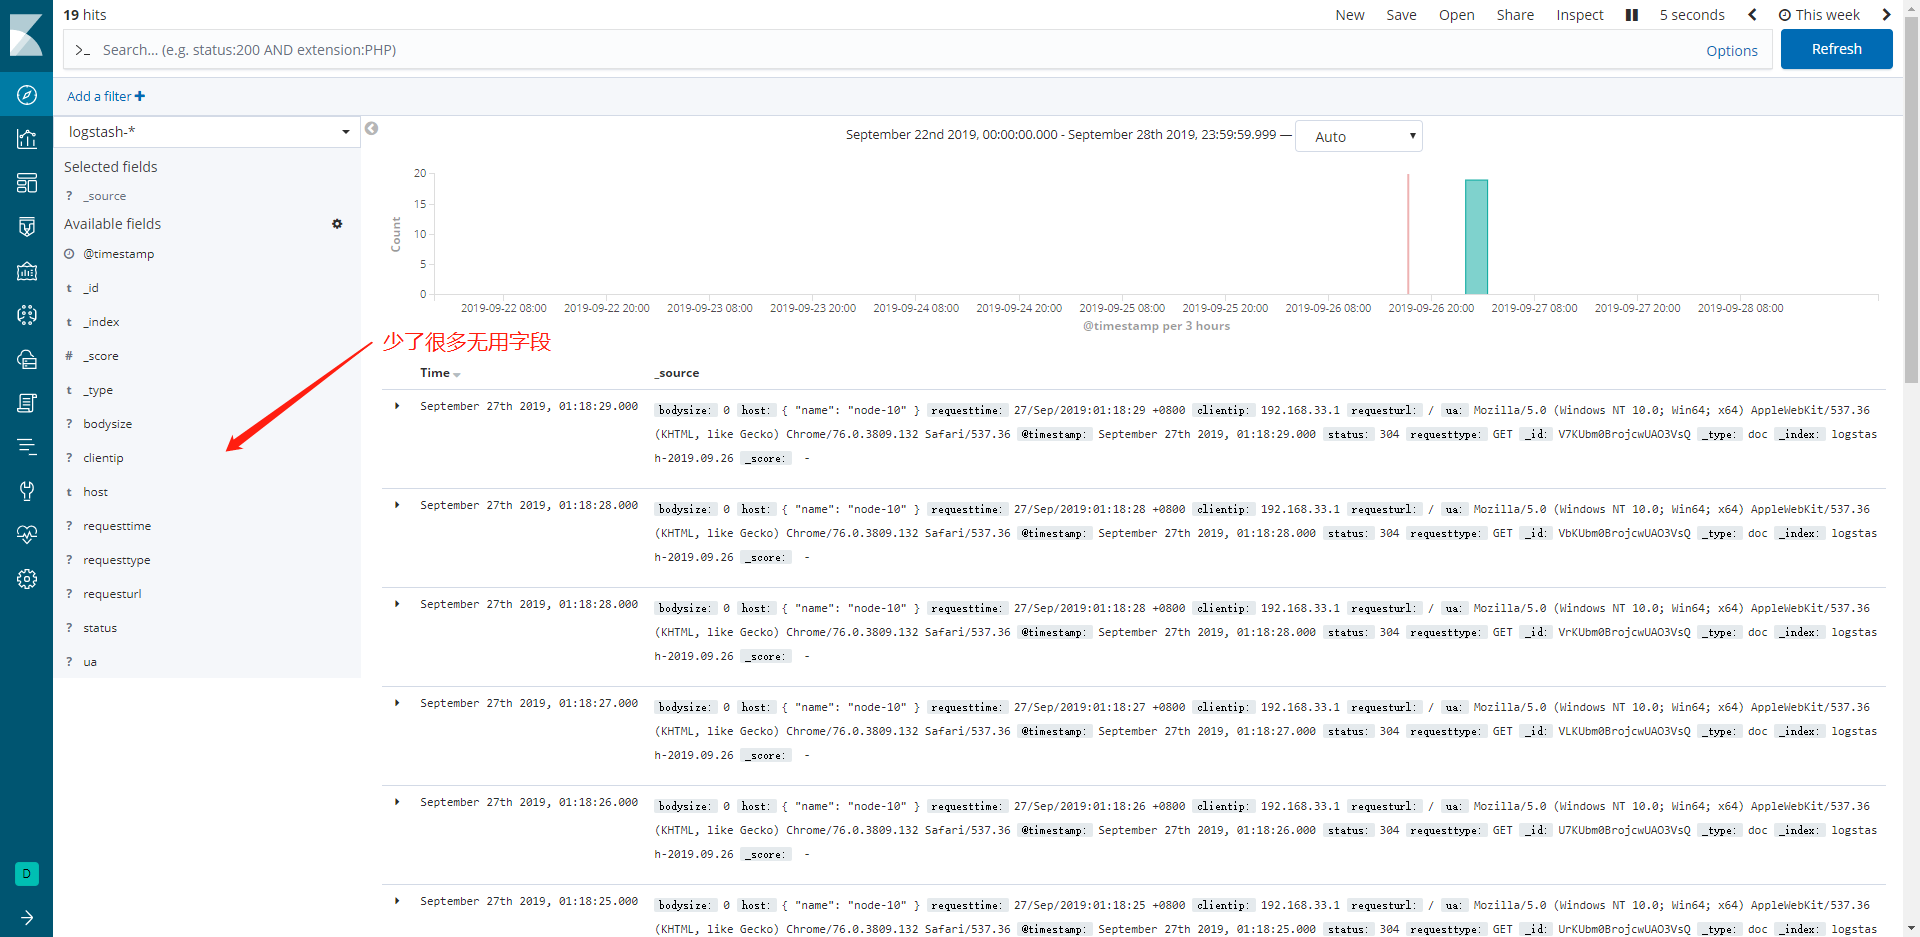 19 hits
New Save Open Share Inspect 5 seconds This week
>_ Search... (e.g. status:200 AND extension:PHP) Options Refresh
Add a filter +
logstash-*
Selected fields
? _source
Available fields
@timestamp
t _id
t _index
# _score
t _type
? bodysize
? clientip
t host
? requesttime
? requesttype
? requesturl
? status
? ua
D
September 22nd 2019, 00:00:00.000 - September 28th 2019, 23:59:59.999 — Auto
Count
20
15
10
5
0
2019-09-22 08:00 2019-09-22 20:00 2019-09-23 08:00 2019-09-23 20:00 2019-09-24 08:00 2019-09-24 20:00 2019-09-25 08:00 2019-09-25 20:00 2019-09-26 08:00 2019-09-26 20:00 2019-09-27 08:00 2019-09-27 20:00 2019-09-28 08:00
@timestamp per 3 hours
少了很多无用字段
Time _source
September 27th 2019, 01:18:29.000 bodysize: 0 host: { "name": "node-10" } requesttime: 27/Sep/2019:01:18:29 +0800 clientip: 192.168.33.1 requesturl: / ua: Mozilla/5.0 (Windows NT 10.0; Win64; x64) AppleWebKit/537.36
(KHTML, like Gecko) Chrome/76.0.3809.132 Safari/537.36 @timestamp: September 27th 2019, 01:18:29.000 status: 304 requesttype: GET _id: V7KUbm0BrojcwUAO3VsQ _type: doc _index: logstas
h-2019.09.26 _score: -
September 27th 2019, 01:18:28.000 bodysize: 0 host: { "name": "node-10" } requesttime: 27/Sep/2019:01:18:28 +0800 clientip: 192.168.33.1 requesturl: / ua: Mozilla/5.0 (Windows NT 10.0; Win64; x64) AppleWebKit/537.36
(KHTML, like Gecko) Chrome/76.0.3809.132 Safari/537.36 @timestamp: September 27th 2019, 01:18:28.000 status: 304 requesttype: GET _id: VbKUbm0BrojcwUAO3VsQ _type: doc _index: logstas
h-2019.09.26 _score: -
September 27th 2019, 01:18:28.000 bodysize: 0 host: { "name": "node-10" } requesttime: 27/Sep/2019:01:18:28 +0800 clientip: 192.168.33.1 requesturl: / ua: Mozilla/5.0 (Windows NT 10.0; Win64; x64) AppleWebKit/537.36
(KHTML, like Gecko) Chrome/76.0.3809.132 Safari/537.36 @timestamp: September 27th 2019, 01:18:28.000 status: 304 requesttype: GET _id: VrKUbm0BrojcwUAO3VsQ _type: doc _index: logstas
h-2019.09.26 _score: -
September 27th 2019, 01:18:27.000 bodysize: 0 host: { "name": "node-10" } requesttime: 27/Sep/2019:01:18:27 +0800 clientip: 192.168.33.1 requesturl: / ua: Mozilla/5.0 (Windows NT 10.0; Win64; x64) AppleWebKit/537.36
(KHTML, like Gecko) Chrome/76.0.3809.132 Safari/537.36 @timestamp: September 27th 2019, 01:18:27.000 status: 304 requesttype: GET _id: VLKUbm0BrojcwUAO3VsQ _type: doc _index: logstas
h-2019.09.26 _score: -
September 27th 2019, 01:18:26.000 bodysize: 0 host: { "name": "node-10" } requesttime: 27/Sep/2019:01:18:26 +0800 clientip: 192.168.33.1 requesturl: / ua: Mozilla/5.0 (Windows NT 10.0; Win64; x64) AppleWebKit/537.36
(KHTML, like Gecko) Chrome/76.0.3809.132 Safari/537.36 @timestamp: September 27th 2019, 01:18:26.000 status: 304 requesttype: GET _id: U7KUbm0BrojcwUAO3VsQ _type: doc _index: logstas
h-2019.09.26 _score: -
September 27th 2019, 01:18:25.000 bodysize: 0 host: { "name": "node-10" } requesttime: 27/Sep/2019:01:18:25 +0800 clientip: 192.168.33.1 requesturl: / ua: Mozilla/5.0 (Windows NT 10.0; Win64; x64) AppleWebKit/537.36
(KHTML, like Gecko) Chrome/76.0.3809.132 Safari/537.36 @timestamp: September 27th 2019, 01:18:25.000 status: 304 requesttype: GET _id: UrKUbm0BrojcwUAO3VsQ _type: doc _index: logstas